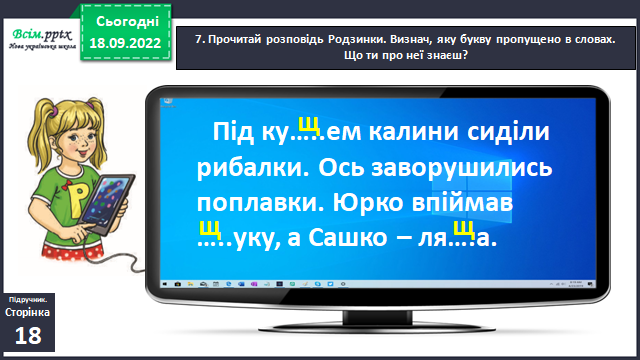 Всім.pptx
Нова українська школа
Сьогодні
18.09.2022
7. Прочитай розповідь Родзинки. Визнач, яку букву пропущено в словах.
Що ти про неї знаєш?
Р
Під ку…щ..ем калини сиділи
рибалки. Ось заворушились
поплавки. Юрко впіймав
щ…..уку, а Сашко – ля…щ.а.
Підручник.
Сторінка
18